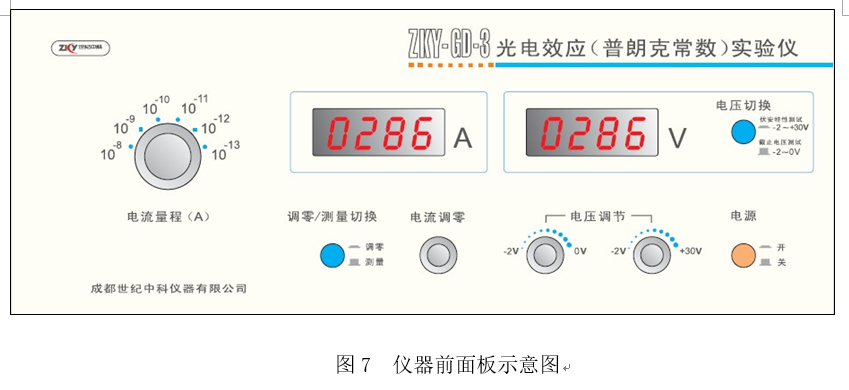 ZKY 世纪中科
ZKY-GD-3 光电效应(普朗克常数)实验仪
10-8 10-9 10-10 10-11 10-12 10-13
电流量程(A)
0286 A
0286 V
电压切换
伏安特性测试
-2~+30V
截止电压测试
-2~0V
调零/测量切换
调零
测量
电流调零
电压调节
-2V 0V
-2V +30V
电源
开
关
成都世纪中科仪器有限公司
图7 仪器前面板示意图